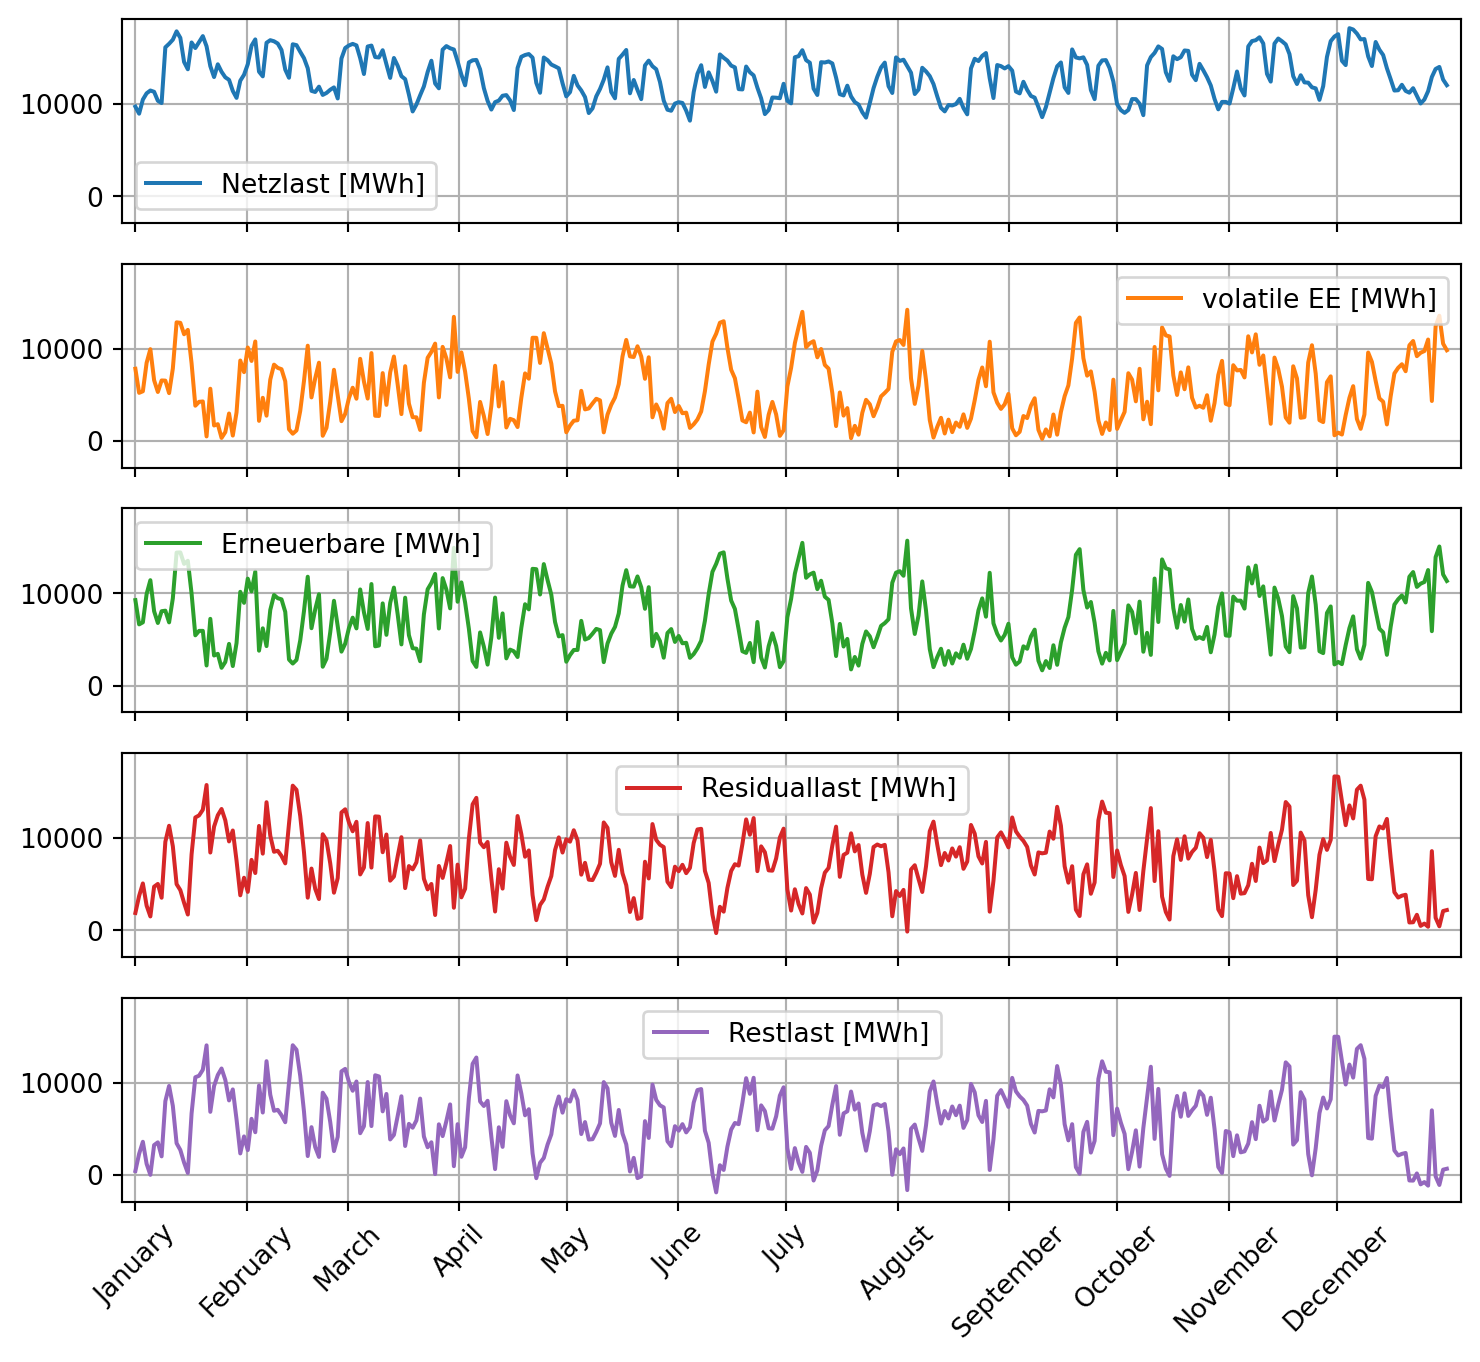 10000
0
Netzlast [MWh]
10000
0
volatile EE [MWh]
10000
0
Erneuerbare [MWh]
10000
0
Residuallast [MWh]
10000
0
Restlast [MWh]
January February March April May June July August September October November December